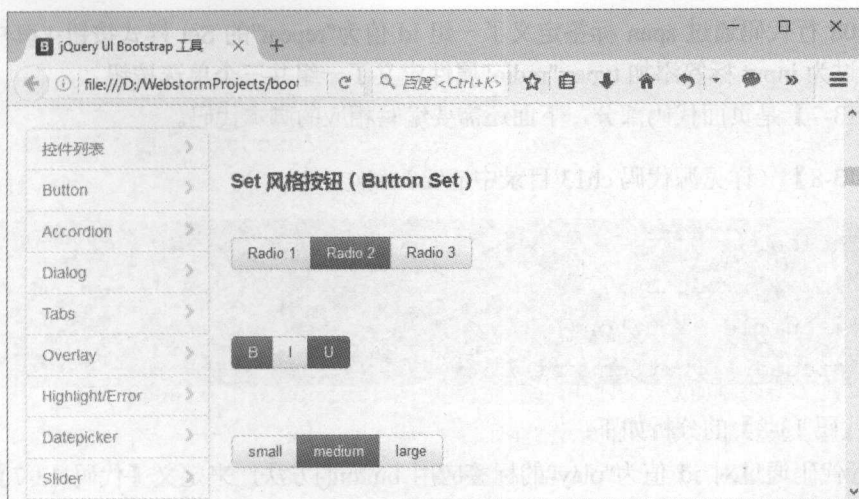 jQuery UI Bootstrap 工具
file:///D:/WebstormProjects/boot
百度 <Ctrl+K>
控件列表
Button
Accordion
Dialog
Tabs
Overlay
Highlight/Error
Datepicker
Slider
Set 风格按钮 ( Button Set )
Radio 1 Radio 2 Radio 3
B I U
small medium large